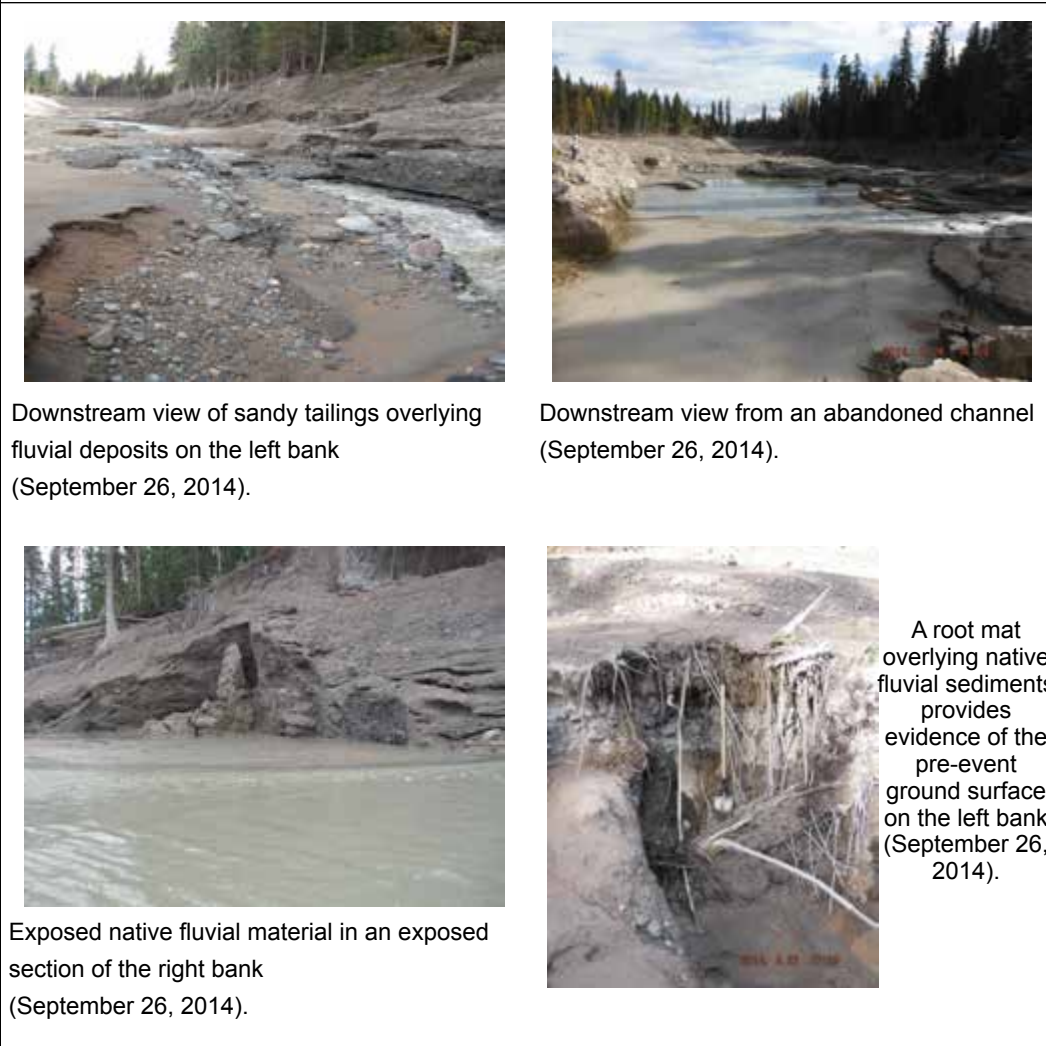 Downstream view of sandy tailings overlying
fluvial deposits on the left bank
(September 26, 2014).
Downstream view from an abandoned channel
(September 26, 2014).
Exposed native fluvial material in an exposed
section of the right bank
(September 26, 2014).
A root mat
overlying native
fluvial sediments
provides
evidence of the
pre-event
ground surface
on the left bank
(September 26,
2014).